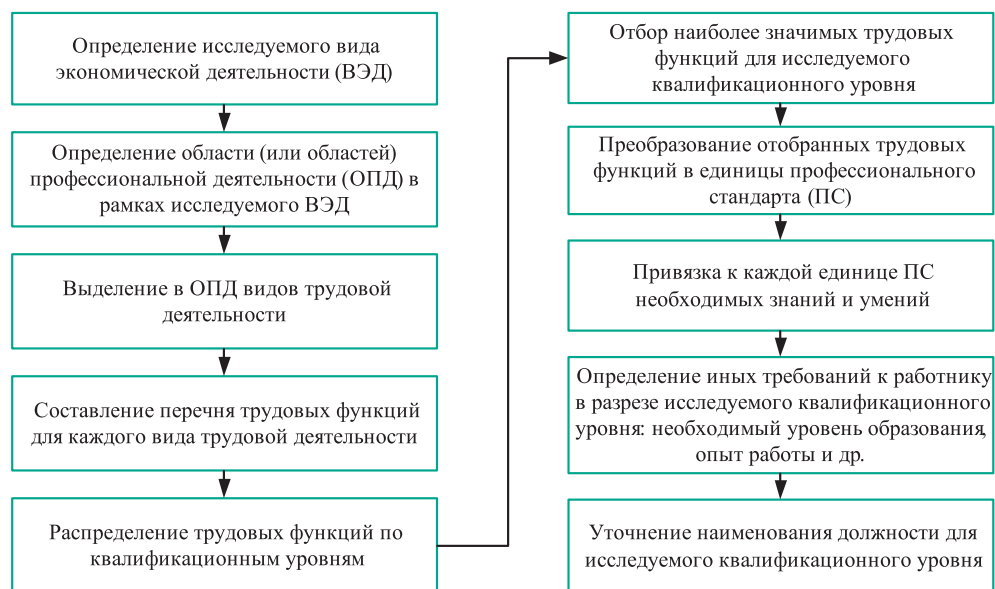 Определение исследуемого вида
экономической деятельности (ВЭД)
Определение области (или областей)
профессиональной деятельности (ОПД) в
рамках исследуемого ВЭД
Выделение в ОПД видов трудовой
деятельности
Составление перечня трудовых функций
для каждого вида трудовой деятельности
Распределение трудовых функций по
квалификационным уровням
Отбор наиболее значимых трудовых
функций для исследуемого
квалификационного уровня
Преобразование отобранных трудовых
функций в единицы профессионального
стандарта (ПС)
Привязка к каждой единице ПС
необходимых знаний и умений
Определение иных требований к работнику
в разрезе исследуемого квалификационного
уровня: необходимый уровень образования,
опыт работы и др.
Уточнение наименования должности для
исследуемого квалификационного уровня